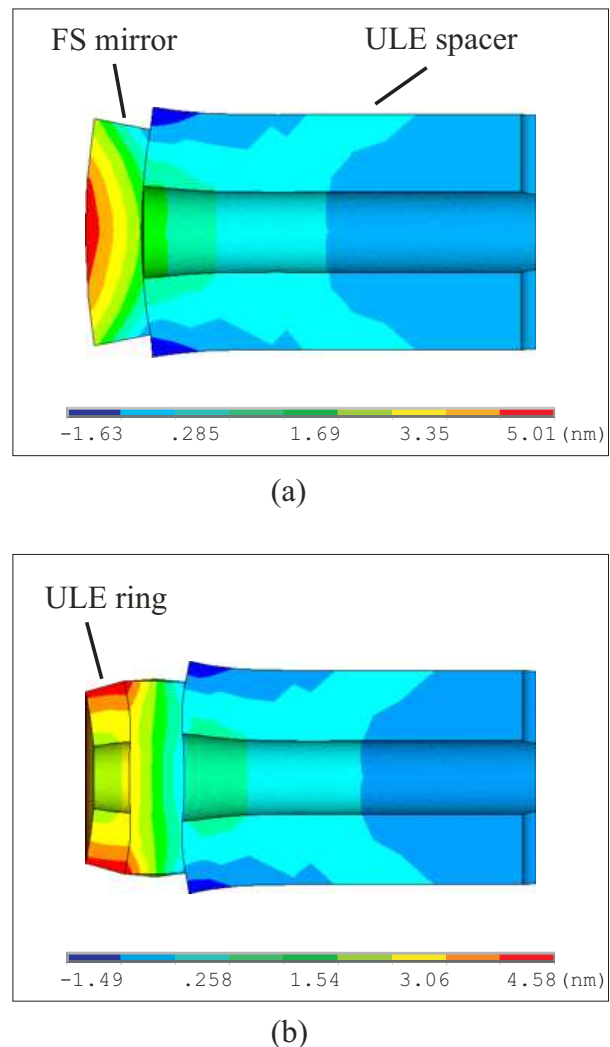 FS mirror
ULE spacer
-1.63 .285 1.69 3.35 5.01 (nm)
(a)
ULE ring
-1.49 .258 1.54 3.06 4.58 (nm)
(b)